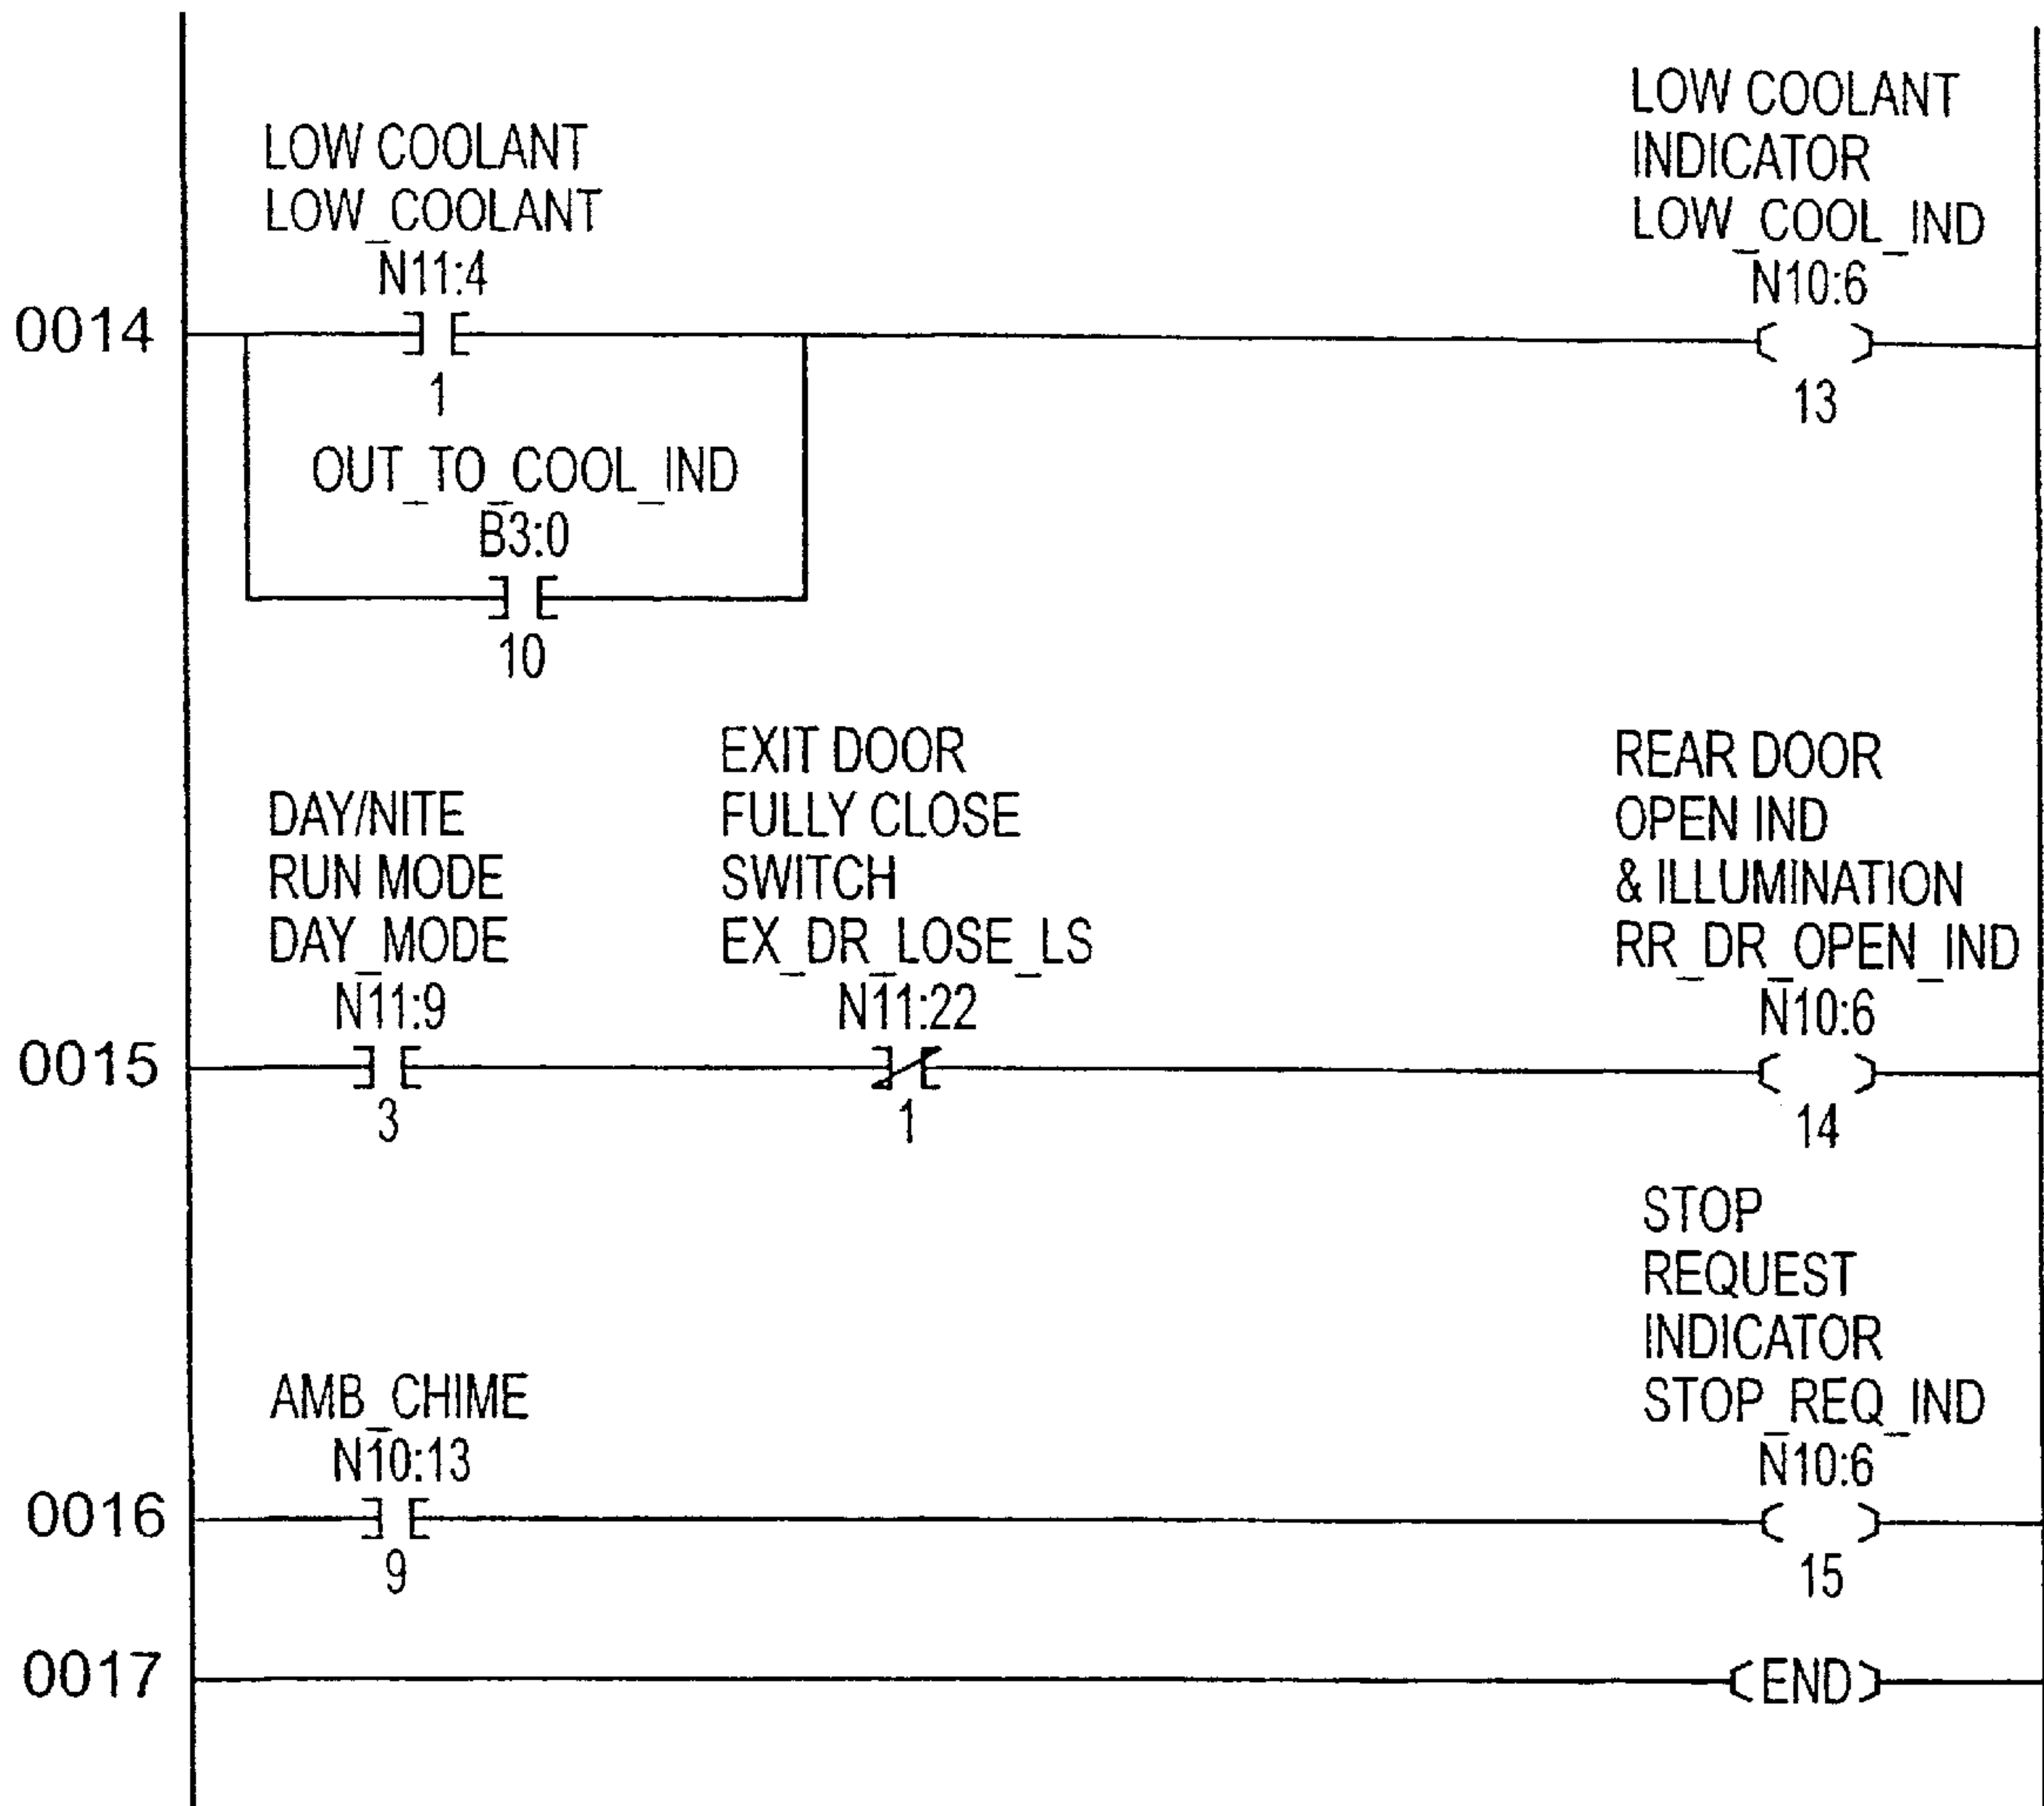 LOW COOLANT
LOW_COOLANT
N11:4
1
LOW COOLANT
INDICATOR
LOW_COOL_IND
N10:6
13
0014
OUT_TO_COOL_IND
B3:0
10
DAY/NITE
RUN MODE
DAY_MODE
N11:9
3
EXIT DOOR
FULLY CLOSE
SWITCH
EX_DR_LOSE_LS
N11:22
1
REAR DOOR
OPEN IND
& ILLUMINATION
RR_DR_OPEN_IND
N10:6
14
0015
AMB_CHIME
N10:13
9
STOP
REQUEST
INDICATOR
STOP_REQ_IND
N10:6
15
0016
0017
END